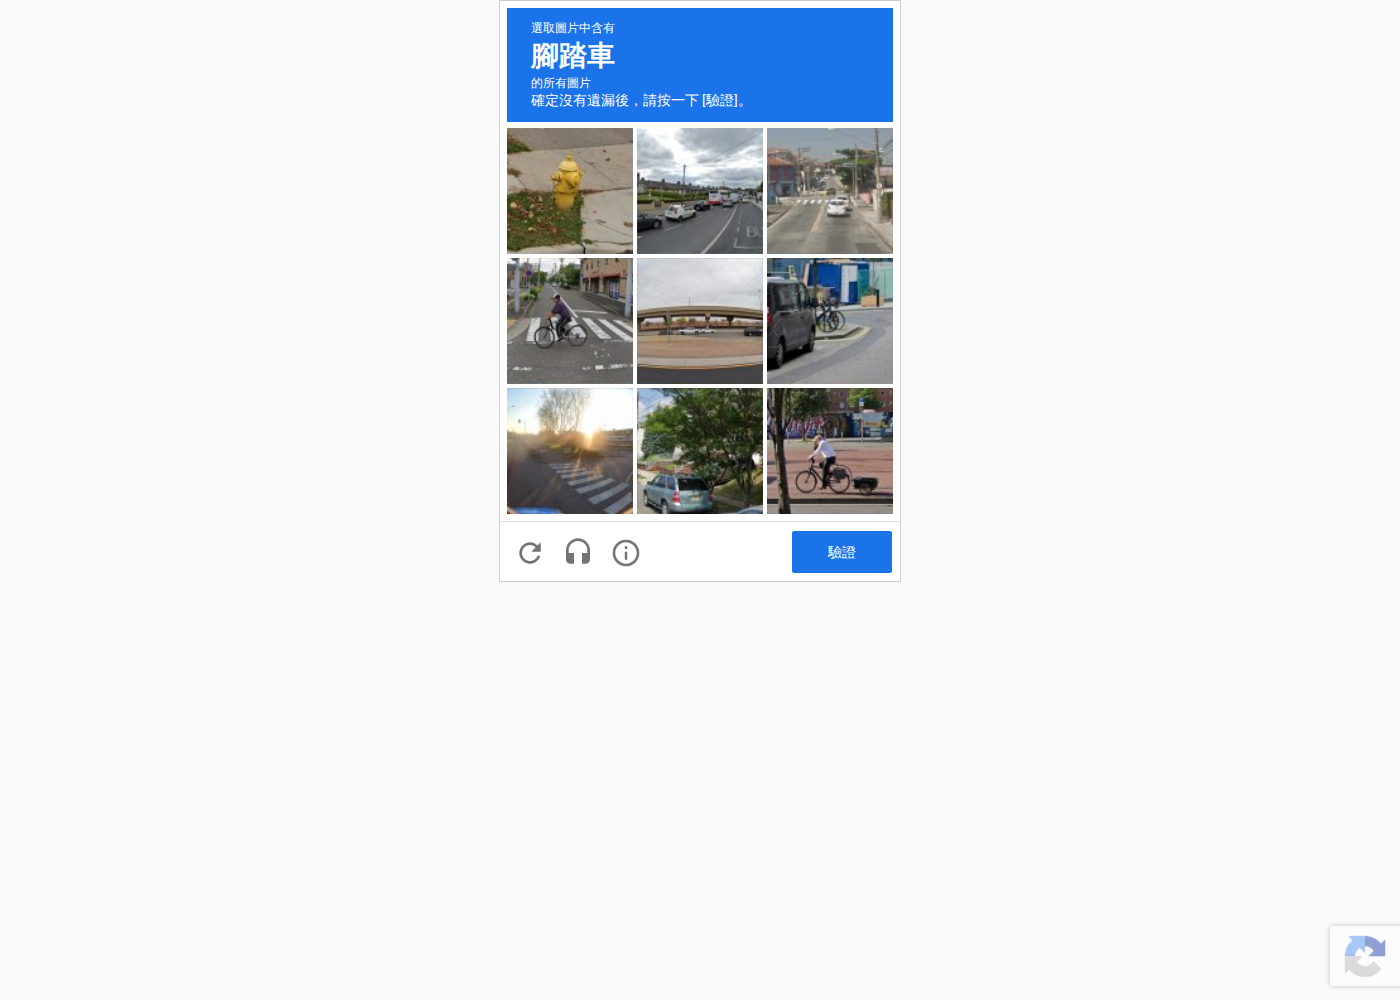 選取圖片中含有
腳踏車
的所有圖片
確定沒有遺漏後，請按一下 [驗證]。
驗證